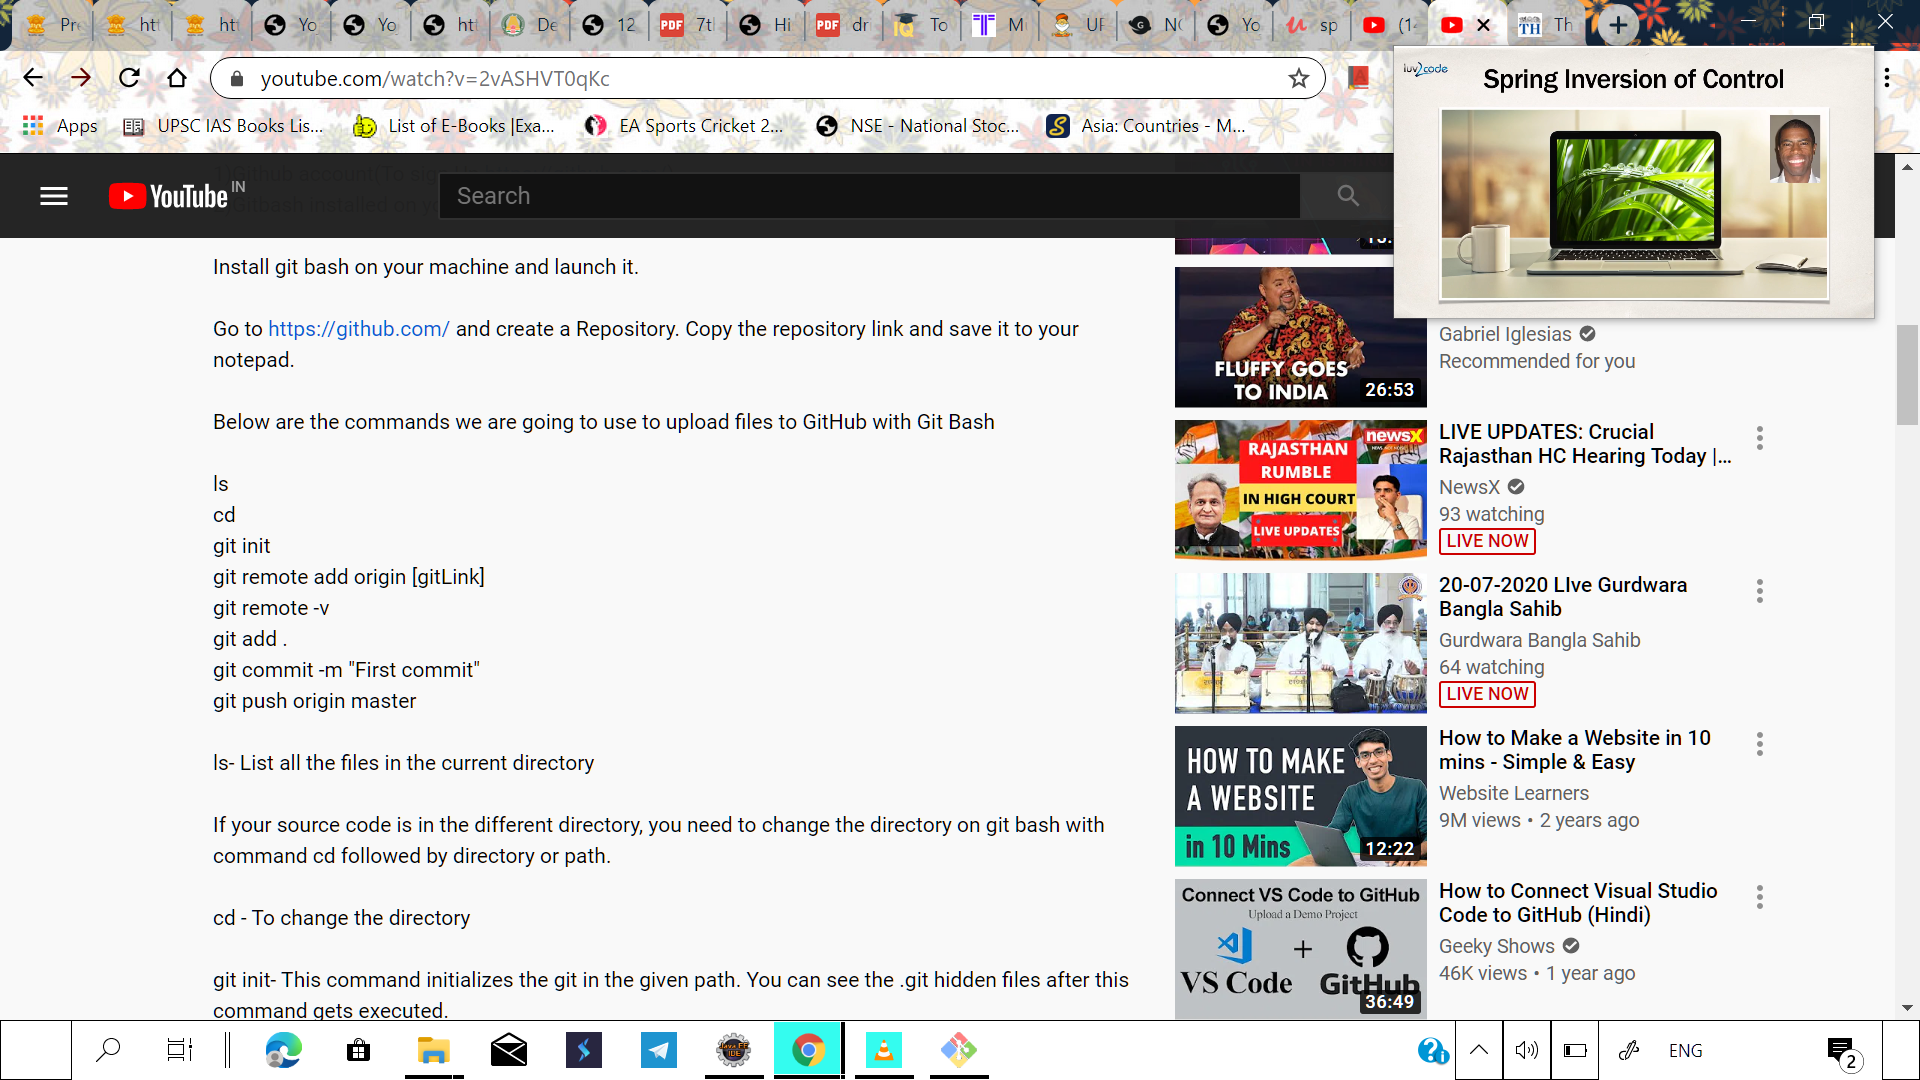 Pr
htt
htt
Yo
Yo
htt
De
12
PDF
7tl
Hi
PDF
dr
To
M
UF
NO
Yo
sp
(14
TH
Th
youtube.com/watch?v=2vASHVT0qKc
Apps
UPSC IAS Books Lis...
List of E-Books |Exa...
EA Sports Cricket 2...
NSE - National Stoc...
Asia: Countries - M...
luv2code
Spring Inversion of Control
YouTube IN
Search
Install git bash on your machine and launch it.
Go to https://github.com/ and create a Repository. Copy the repository link and save it to your
notepad.
Below are the commands we are going to use to upload files to GitHub with Git Bash
ls
cd
git init
git remote add origin [gitLink]
git remote -v
git add .
git commit -m "First commit"
git push origin master
ls- List all the files in the current directory
If your source code is in the different directory, you need to change the directory on git bash with
command cd followed by directory or path.
cd - To change the directory
git init- This command initializes the git in the given path. You can see the .git hidden files after this
command gets executed.
FLUFFY GOES
TO INDIA
26:53
Gabriel Iglesias
Recommended for you
newsX
RAJASTHAN
RUMBLE
IN HIGH COURT
LIVE UPDATES
LIVE UPDATES: Crucial
Rajasthan HC Hearing Today |...
NewsX
93 watching
LIVE NOW
20-07-2020 LIve Gurdwara
Bangla Sahib
Gurdwara Bangla Sahib
64 watching
LIVE NOW
HOW TO MAKE
A WEBSITE
in 10 Mins
12:22
How to Make a Website in 10
mins - Simple & Easy
Website Learners
9M views • 2 years ago
Connect VS Code to GitHub
Upload a Demo Project
+
VS Code
GitHub
36:49
How to Connect Visual Studio
Code to GitHub (Hindi)
Geeky Shows
46K views • 1 year ago
Java EE
IDE
ENG
2